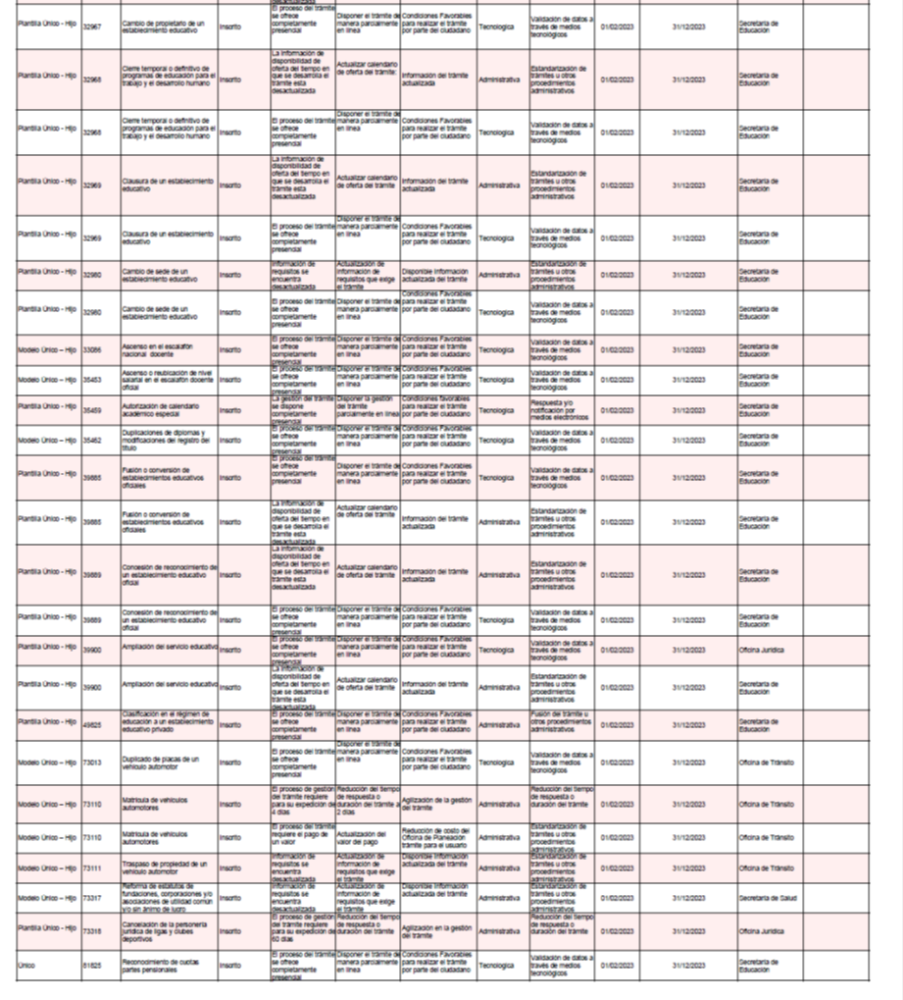 desactualizada
Plantilla Único - Hijo 32967 Cambio de propietario de un establecimiento educativo Inscrito El proceso del trámite se ofrece completamente presencial Disponer el trámite de manera parcialmente en línea Condiciones Favorables para realizar el trámite por parte del ciudadano Tecnologica Validación de datos a través de medios tecnológicos 01/02/2023 31/12/2023 Secretaria de Educación
Plantilla Único - Hijo 32968 Cierre temporal o definitivo de programas de educación para el trabajo y el desarrollo humano Inscrito La información de disponibilidad de oferta del tiempo en que se desarrolla el trámite esta desactualizada Actualizar calendario de oferta del trámite: Información del trámite actualizada Administrativa Estandarización de trámites u otros procedimientos administrativos 01/02/2023 31/12/2023 Secretaria de Educación
Plantilla Único - Hijo 32968 Cierre temporal o definitivo de programas de educación para el trabajo y el desarrollo humano Inscrito El proceso del trámite se ofrece completamente presencial Disponer el trámite de manera parcialmente en línea Condiciones Favorables para realizar el trámite por parte del ciudadano Tecnologica Validación de datos a través de medios tecnológicos 01/02/2023 31/12/2023 Secretaria de Educación
Plantilla Único - Hijo 32969 Clausura de un establecimiento educativo Inscrito La información de disponibilidad de oferta del tiempo en que se desarrolla el trámite esta desactualizada Actualizar calendario de oferta del trámite Información del trámite actualizada Administrativa Estandarización de trámites u otros procedimientos administrativos 01/02/2023 31/12/2023 Secretaria de Educación
Plantilla Único - Hijo 32969 Clausura de un establecimiento educativo Inscrito El proceso del trámite se ofrece completamente presencial Disponer el trámite de manera parcialmente en línea Condiciones Favorables para realizar el trámite por parte del ciudadano Tecnologica Validación de datos a través de medios tecnológicos 01/02/2023 31/12/2023 Secretaria de Educación
Plantilla Único - Hijo 32980 Cambio de sede de un establecimiento educativo Inscrito Información de requisitos se encuentra desactualizada Actualización de información de requisitos que exige el trámite Disponible información actualizada del trámite Administrativa Estandarización de trámites u otros procedimientos administrativos 01/02/2023 31/12/2023 Secretaria de Educación
Plantilla Único - Hijo 32980 Cambio de sede de un establecimiento educativo Inscrito El proceso del trámite se ofrece completamente presencial Disponer el trámite de manera parcialmente en línea Condiciones Favorables para realizar el trámite por parte del ciudadano Tecnologica Validación de datos a través de medios tecnológicos 01/02/2023 31/12/2023 Secretaria de Educación
Modelo Único – Hijo 33086 Ascenso en el escalafón nacional docente Inscrito El proceso del trámite se ofrece completamente presencial Disponer el trámite de manera parcialmente en línea Condiciones Favorables para realizar el trámite por parte del ciudadano Tecnologica Validación de datos a través de medios tecnológicos 01/02/2023 31/12/2023 Secretaria de Educación
Modelo Único – Hijo 35453 Ascenso o reubicación de nivel salarial en el escalafón docente oficial Inscrito El proceso del trámite se ofrece completamente presencial Disponer el trámite de manera parcialmente en línea Condiciones Favorables para realizar el trámite por parte del ciudadano Tecnologica Validación de datos a través de medios tecnológicos 01/02/2023 31/12/2023 Secretaria de Educación
Plantilla Único - Hijo 35459 Autorización de calendario académico especial Inscrito La gestión del trámite se dispone completamente presencial Disponer la gestión del trámite parcialmente en línea Condiciones favorables para realizar el trámite por parte del ciudadano Tecnologica Respuesta y/o notificación por medios electrónicos 01/02/2023 31/12/2023 Secretaria de Educación
Modelo Único – Hijo 35462 Duplicaciones de diplomas y modificaciones del registro del título Inscrito El proceso del trámite se ofrece completamente presencial Disponer el trámite de manera parcialmente en línea Condiciones Favorables para realizar el trámite por parte del ciudadano Tecnologica Validación de datos a través de medios tecnológicos 01/02/2023 31/12/2023 Secretaria de Educación
Plantilla Único - Hijo 39885 Fusión o conversión de establecimientos educativos oficiales Inscrito El proceso del trámite se ofrece completamente presencial Disponer el trámite de manera parcialmente en línea Condiciones Favorables para realizar el trámite por parte del ciudadano Tecnologica Validación de datos a través de medios tecnológicos 01/02/2023 31/12/2023 Secretaria de Educación
Plantilla Único - Hijo 39885 Fusión o conversión de establecimientos educativos oficiales Inscrito La información de disponibilidad de oferta del tiempo en que se desarrolla el trámite esta desactualizada Actualizar calendario de oferta del trámite Información del trámite actualizada Administrativa Estandarización de trámites u otros procedimientos administrativos 01/02/2023 31/12/2023 Secretaria de Educación
Plantilla Único - Hijo 39889 Concesión de reconocimiento de un establecimiento educativo oficial Inscrito La información de disponibilidad de oferta del tiempo en que se desarrolla el trámite esta desactualizada Actualizar calendario de oferta del trámite Información del trámite actualizada Administrativa Estandarización de trámites u otros procedimientos administrativos 01/02/2023 31/12/2023 Secretaria de Educación
Plantilla Único - Hijo 39889 Concesión de reconocimiento de un establecimiento educativo oficial Inscrito El proceso del trámite se ofrece completamente presencial Disponer el trámite de manera parcialmente en línea Condiciones Favorables para realizar el trámite por parte del ciudadano Tecnologica Validación de datos a través de medios tecnológicos 01/02/2023 31/12/2023 Secretaria de Educación
Plantilla Único - Hijo 39900 Ampliación del servicio educativo Inscrito El proceso del trámite se ofrece completamente presencial Disponer el trámite de manera parcialmente en línea Condiciones Favorables para realizar el trámite por parte del ciudadano Tecnologica Validación de datos a través de medios tecnológicos 01/02/2023 31/12/2023 Oficina Jurídica
Plantilla Único - Hijo 39900 Ampliación del servicio educativo Inscrito La información de disponibilidad de oferta del tiempo en que se desarrolla el trámite esta desactualizada Actualizar calendario de oferta del trámite Información del trámite actualizada Administrativa Estandarización de trámites u otros procedimientos administrativos 01/02/2023 31/12/2023 Secretaria de Educación
Plantilla Único - Hijo 49825 Clasificación en el régimen de educación a un establecimiento educativo privado Inscrito El proceso del trámite se ofrece completamente presencial Disponer el trámite de manera parcialmente en línea Condiciones Favorables para realizar el trámite por parte del ciudadano Administrativa Fusión del trámite u otros procedimientos administrativos 01/02/2023 31/12/2023 Secretaria de Educación
Modelo Único – Hijo 73013 Duplicado de placas de un vehículo automotor Inscrito El proceso del trámite se ofrece completamente presencial Disponer el trámite de manera parcialmente en línea Condiciones Favorables para realizar el trámite por parte del ciudadano Tecnologica Validación de datos a través de medios tecnológicos 01/02/2023 31/12/2023 Oficina de Tránsito
Modelo Único – Hijo 73110 Matrícula de vehículos automotores Inscrito El proceso de gestión del trámite requiere para su expedición de 4 días Reducción del tiempo de respuesta o duración del trámite a 2 días Agilización de la gestión del trámite Administrativa Reducción del tiempo de respuesta o duración del trámite 01/02/2023 31/12/2023 Oficina de Tránsito
Modelo Único – Hijo 73110 Matrícula de vehículos automotores Inscrito El proceso del trámite requiere el pago de un valor Actualización del valor del pago Reducción de costo del Oficina de Planeación trámite para el usuario Administrativa Estandarización de trámites u otros procedimientos administrativos 01/02/2023 31/12/2023 Oficina de Tránsito
Modelo Único – Hijo 73111 Traspaso de propiedad de un vehículo automotor Inscrito Información de requisitos se encuentra desactualizada Actualización de información de requisitos que exige el trámite Disponible información actualizada del trámite Administrativa Estandarización de trámites u otros procedimientos administrativos 01/02/2023 31/12/2023 Oficina de Tránsito
Modelo Único – Hijo 73317 Reforma de estatutos de fundaciones, corporaciones y/o asociaciones de utilidad común y/o sin ánimo de lucro Inscrito Información de requisitos se encuentra desactualizada Actualización de información de requisitos que exige el trámite Disponible información actualizada del trámite Administrativa Estandarización de trámites u otros procedimientos administrativos 01/02/2023 31/12/2023 Secretaria de Salud
Plantilla Único - Hijo 73318 Cancelación de la personería jurídica de ligas y clubes deportivos Inscrito El proceso de gestión del trámite requiere para su expedición de 60 días Reducción del tiempo de respuesta o duración del trámite Agilización en la gestión del trámite Administrativa Reducción del tiempo de respuesta o duración del trámite 01/02/2023 31/12/2023 Oficina Jurídica
Único 81825 Reconocimiento de cuotas partes pensionales Inscrito El proceso del trámite se ofrece completamente presencial Disponer el trámite de manera parcialmente en línea Condiciones Favorables para realizar el trámite por parte del ciudadano Tecnologica Validación de datos a través de medios tecnológicos 01/02/2023 31/12/2023 Secretaria de Educación